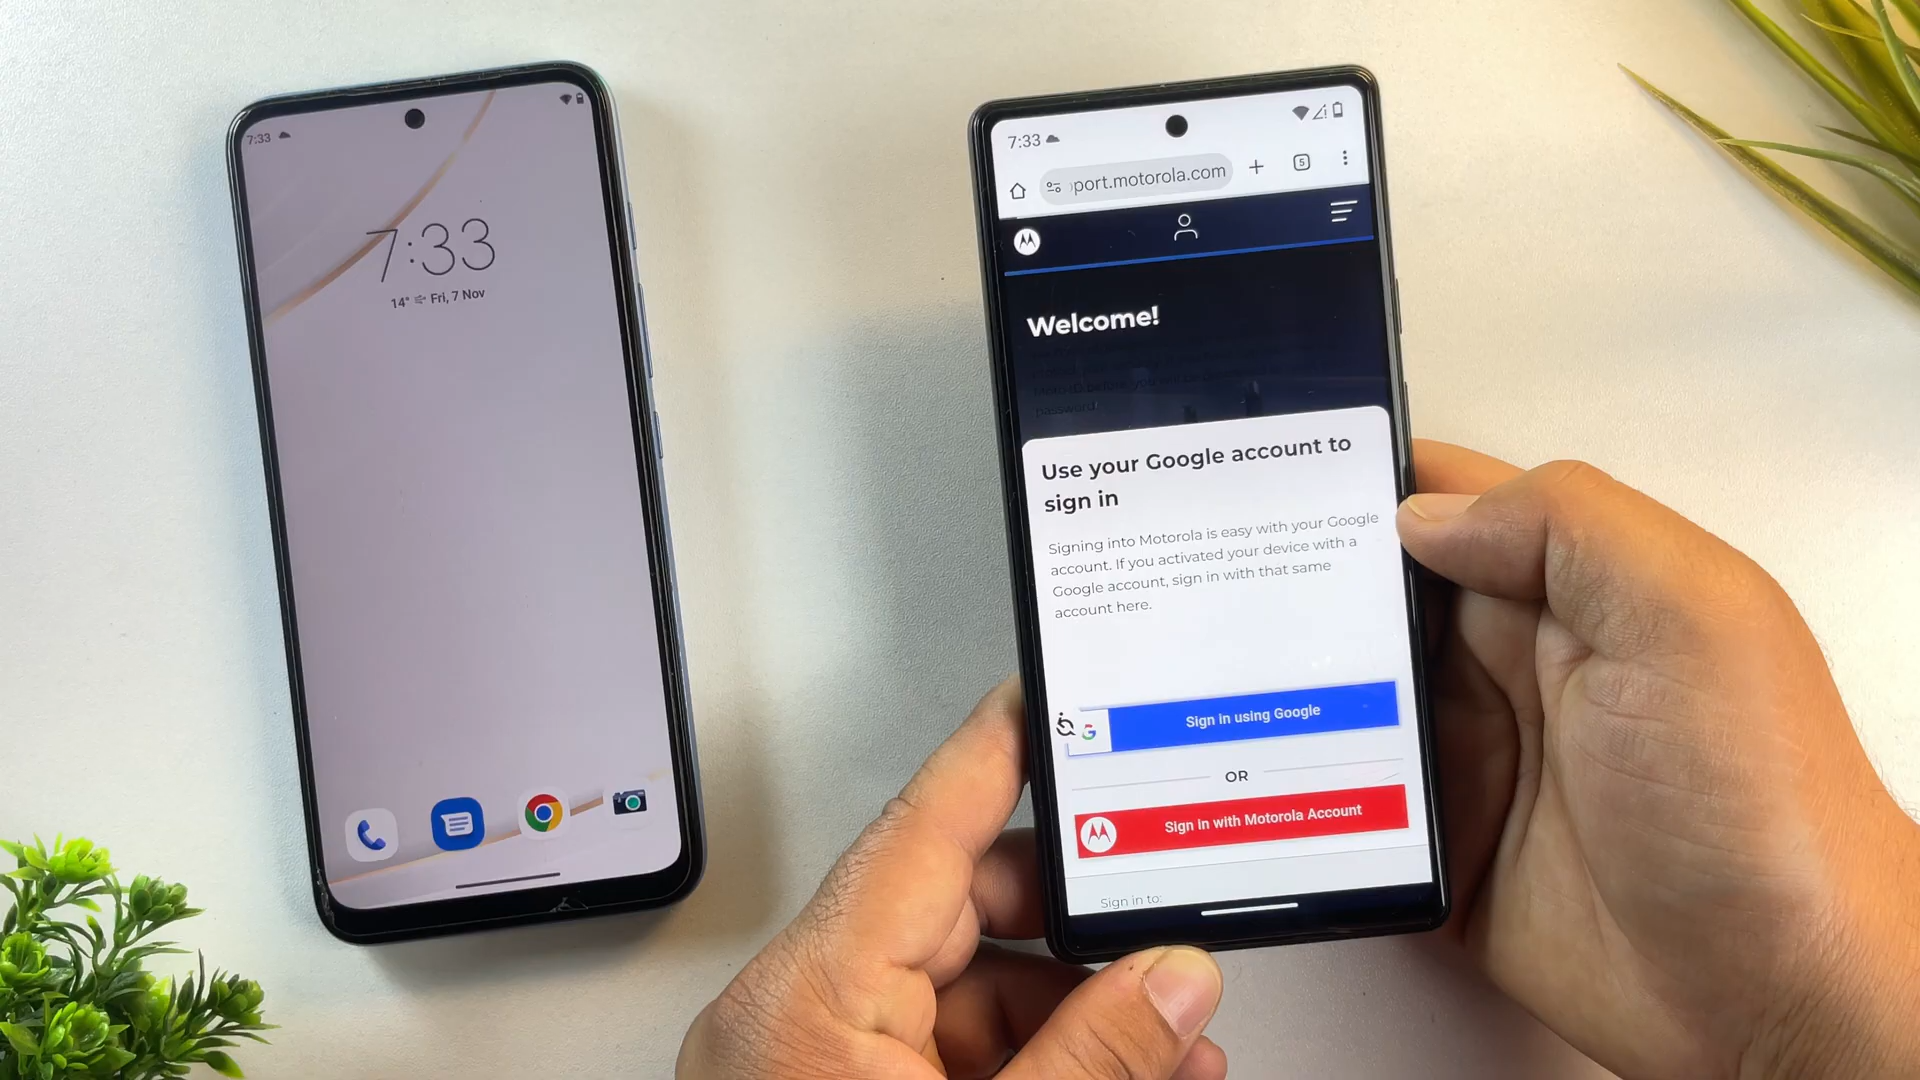 7:33
7:33
14° Fri, 7 Nov
7:33
port.motorola.com
5
Welcome!
password.
Use your Google account to
sign in
Signing into Motorola is easy with your Google
account. If you activated your device with a
Google account, sign in with that same
account here.
G
Sign in using Google
OR
Sign in with Motorola Account
Sign in to: